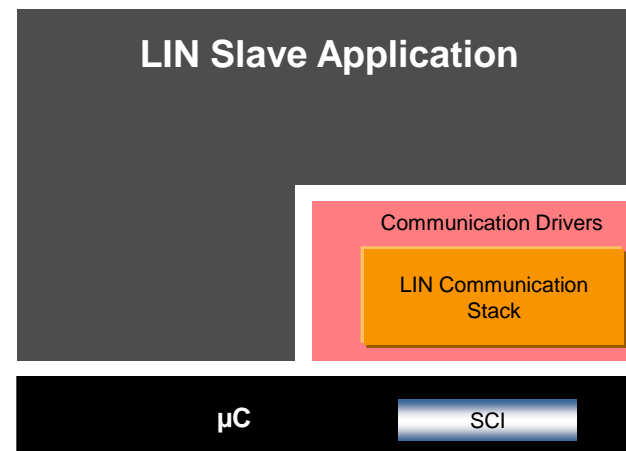 LIN Slave Application
Communication Drivers
LIN Communication
Stack
µC
SCI